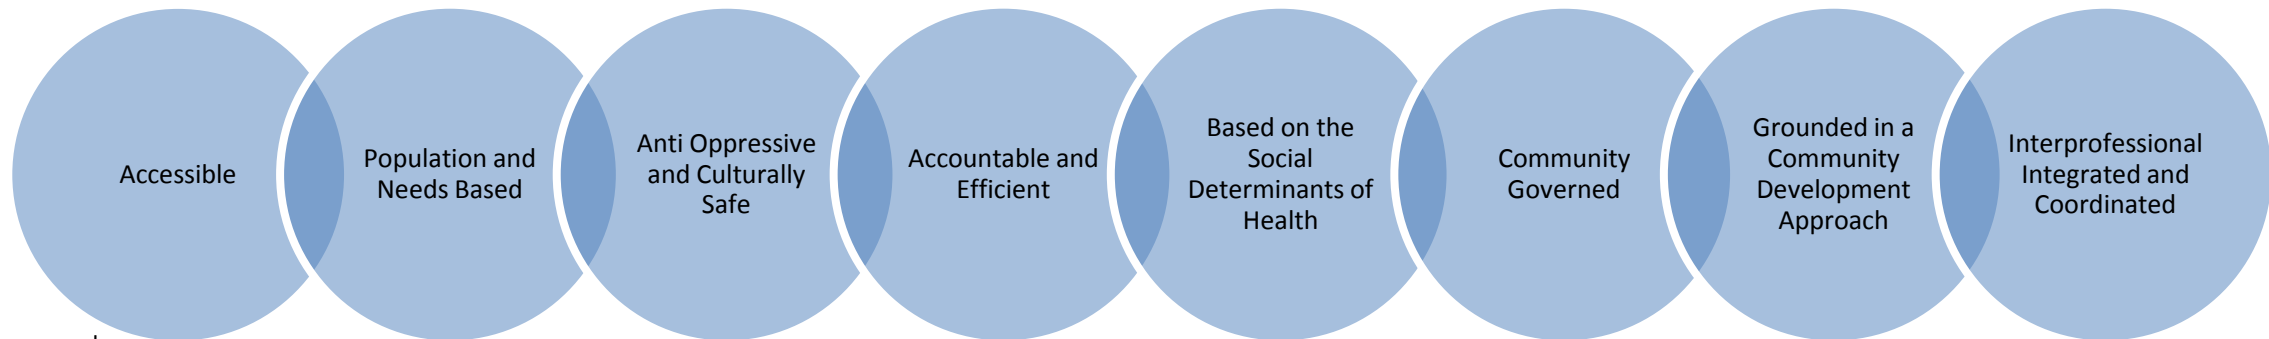 Accessible
Population and
Needs Based
Anti Oppressive
and Culturally
Safe
Accountable and
Efficient
Based on the
Social
Determinants of
Health
Community
Governed
Grounded in a
Community
Development
Approach
Interprofessional
Integrated and
Coordinated